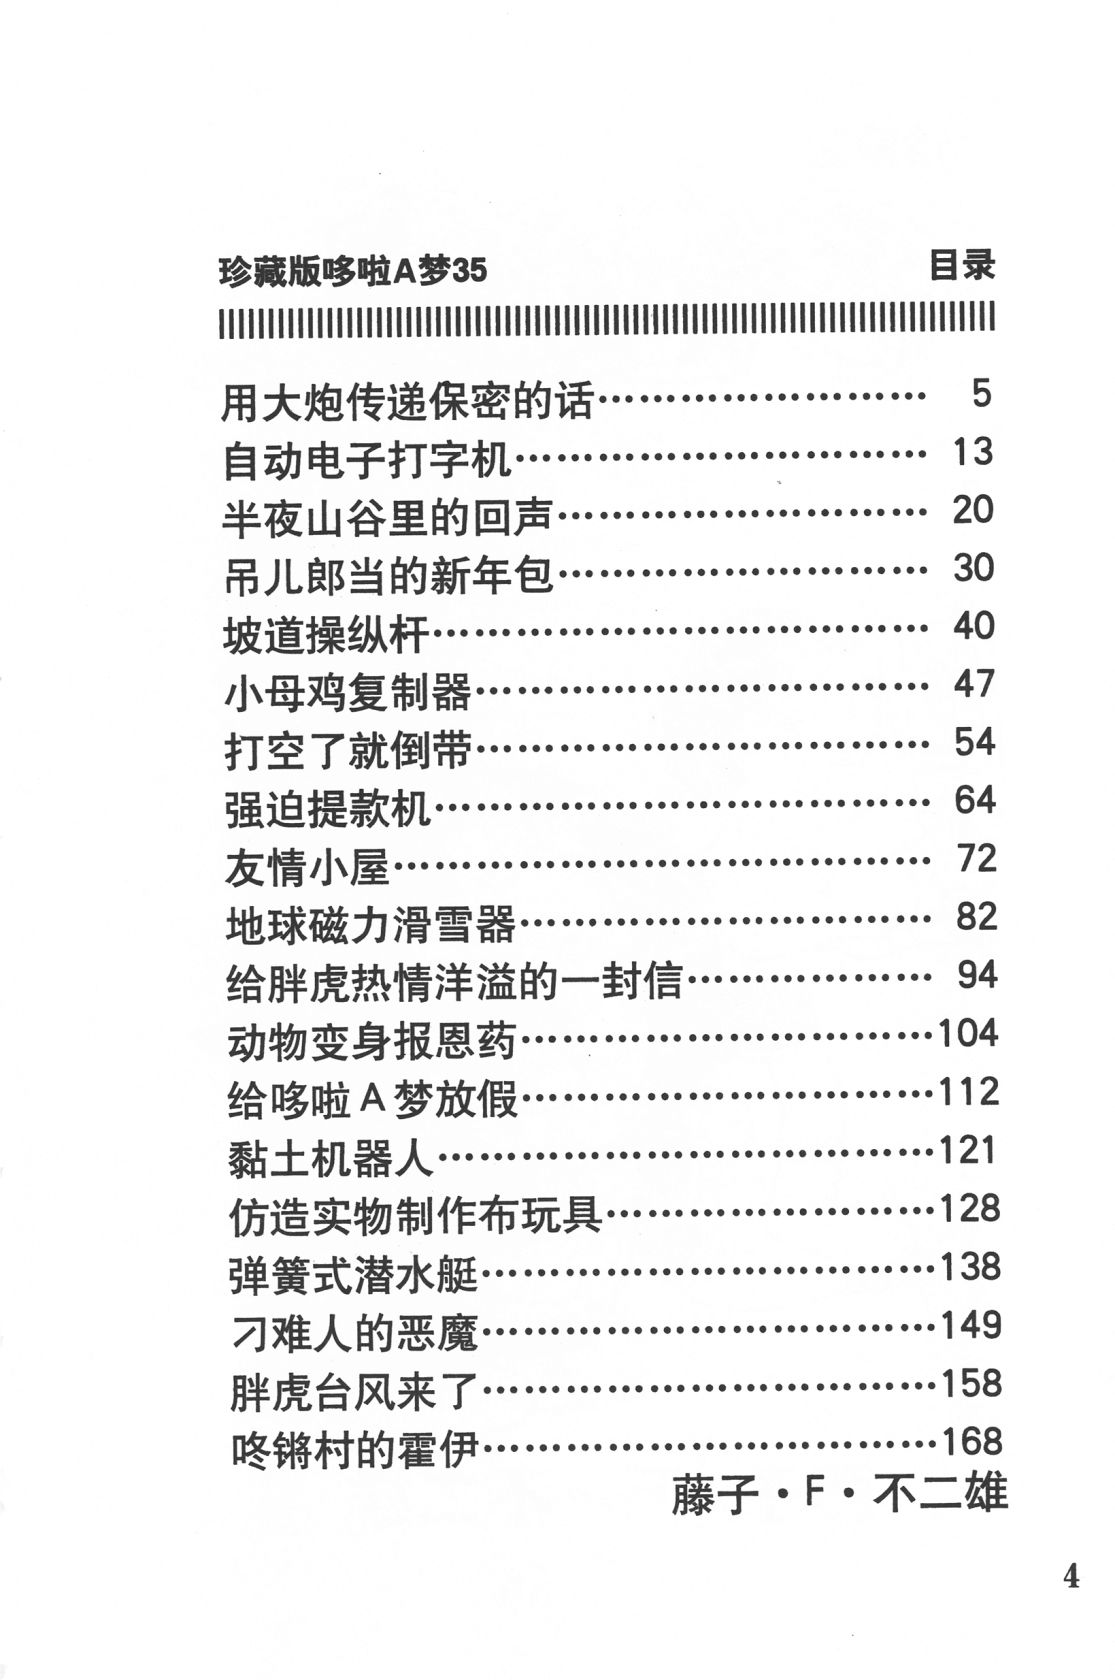 珍藏版哆啦A梦35 目录
用大炮传递保密的话…………………… 5
自动电子打字机………………………… 13
半夜山谷里的回声……………………… 20
吊儿郎当的新年包……………………… 30
坡道操纵杆……………………………… 40
小母鸡复制器…………………………… 47
打空了就倒带…………………………… 54
强迫提款机……………………………… 64
友情小屋………………………………… 72
地球磁力滑雪器………………………… 82
给胖虎热情洋溢的一封信……………… 94
动物变身报恩药…………………………104
给哆啦A梦放假…………………………112
黏土机器人………………………………121
仿造实物制作布玩具……………………128
弹簧式潜水艇……………………………138
刁难人的恶魔……………………………149
胖虎台风来了……………………………158
咚锵村的霍伊……………………………168
藤子·F·不二雄
4